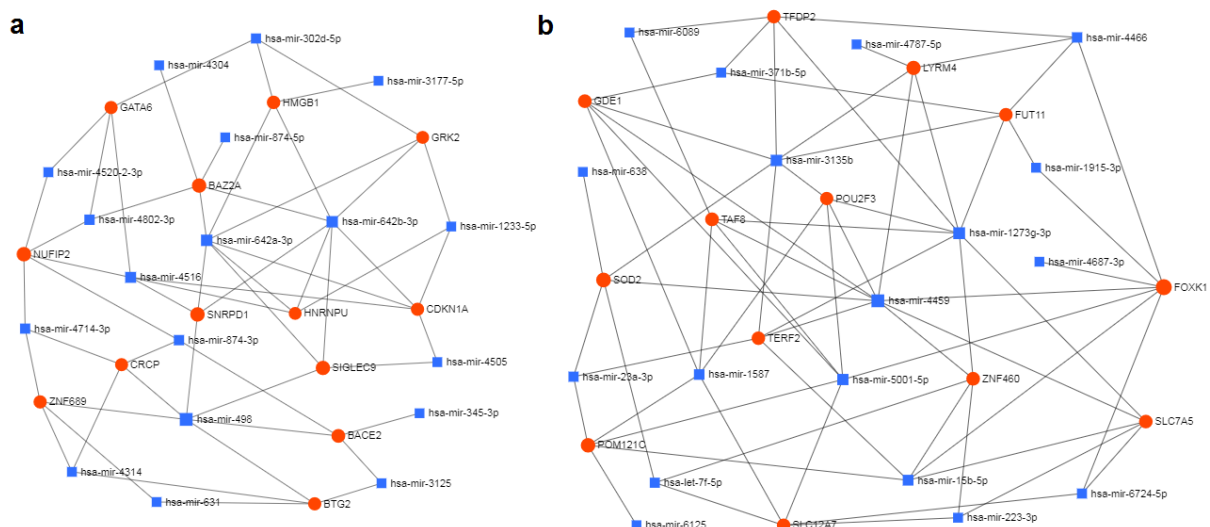 a
hsa-mir-302d-5p
hsa-mir-4304
hsa-mir-3177-5p
HMGB1
GATA6
hsa-mir-874-5p
GRK2
hsa-mir-4520-2-3p
BAZ2A
hsa-mir-4802-3p
hsa-mir-642b-3p
hsa-mir-1233-5p
hsa-mir-642a-3p
NUFIP2
hsa-mir-4516
CDKN1A
HNRNPU
SNRPD1
hsa-mir-4714-3p
hsa-mir-874-3p
CRCP
hsa-mir-4505
SIGLEC9
ZNF689
hsa-mir-345-3p
hsa-mir-498
BACE2
hsa-mir-4314
hsa-mir-3125
hsa-mir-631
BTG2
b
TFDP2
hsa-mir-6089
hsa-mir-4466
hsa-mir-4787-5p
LYRM4
hsa-mir-371b-5p
GDE1
FUT11
hsa-mir-3135b
hsa-mir-1915-3p
hsa-mir-638
POU2F3
TAF8
hsa-mir-1273g-3p
hsa-mir-4687-3p
SOD2
FOXK1
hsa-mir-4459
TERF2
hsa-mir-23a-3p
hsa-mir-1587
hsa-mir-5001-5p
ZNF460
SLC7A5
POM121C
hsa-let-7f-5p
hsa-mir-15b-5p
hsa-mir-6724-5p
hsa-mir-223-3p
hsa-mir-6125
SLC12A7